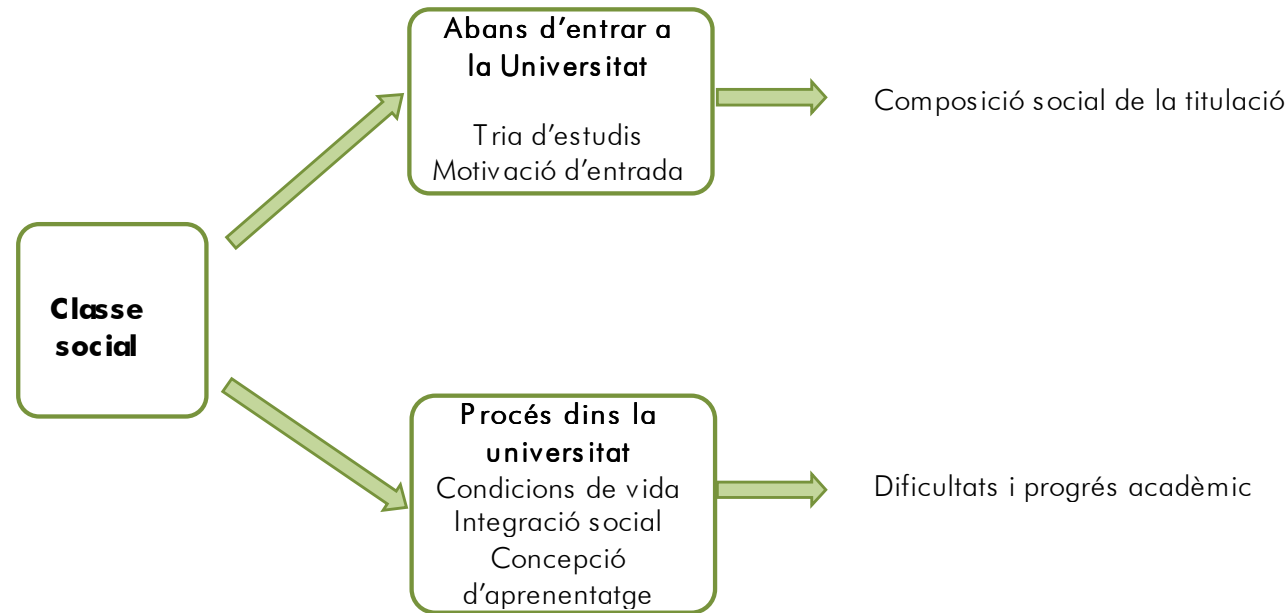 Abans d'entrar a
la Universitat
Tria d'estudis
Motivació d'entrada
Composició social de la titulació
Classe
social
Procés dins la
universitat
Condicions de vida
Integració social
Concepció
d'aprenentatge
Dificultats i progrés acadèmic